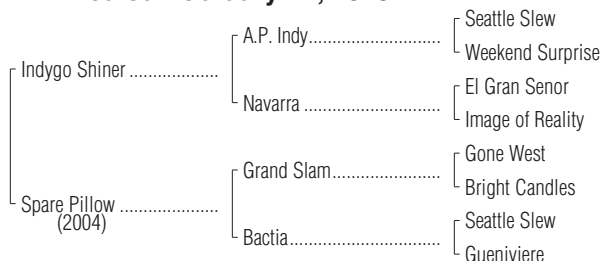 Seattle Slew
A.P. Indy
Weekend Surprise
Indygo Shiner
El Gran Senor
Navarra
Image of Reality
Gone West
Grand Slam
Bright Candles
Spare Pillow
(2004)
Seattle Slew
Bactia
Gueniviere